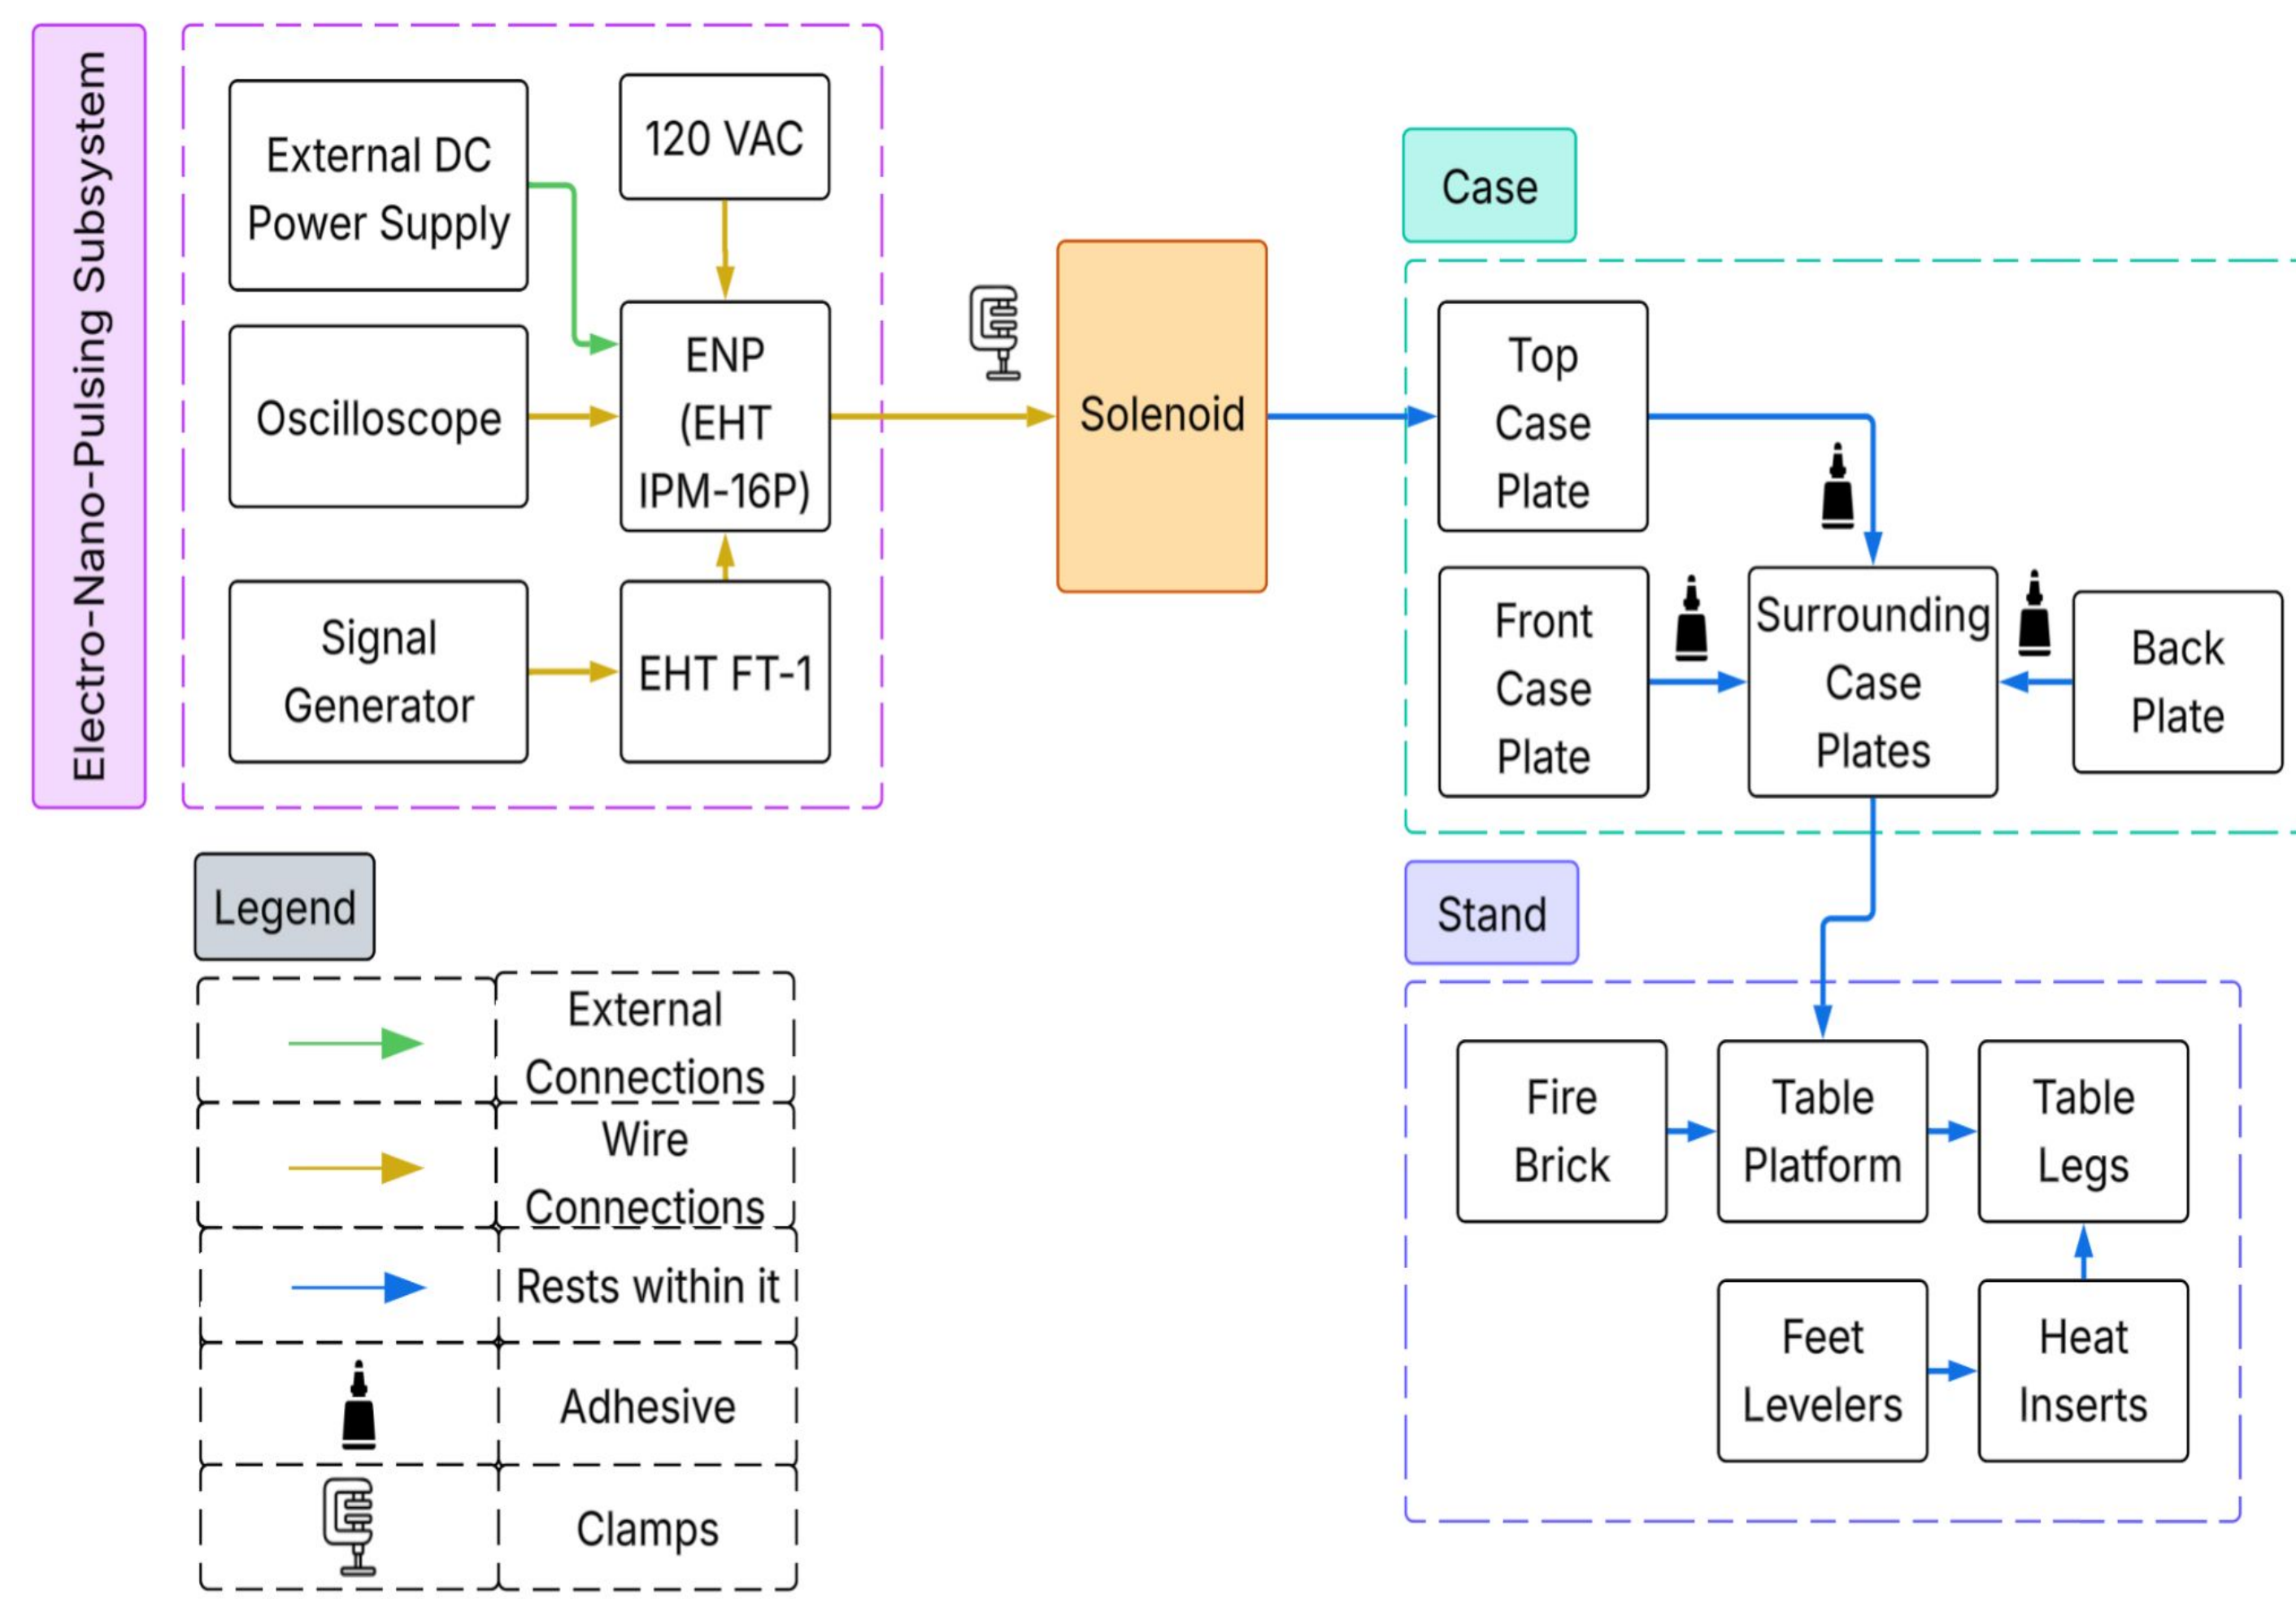 Electro-Nano-Pulsing Subsystem
External DC
Power Supply
120 VAC
Oscilloscope
ENP
(EHT
IPM-16P)
Signal
Generator
EHT FT-1
Solenoid
Case
Top
Case
Plate
Front
Case
Plate
Surrounding
Case
Plates
Back
Plate
Stand
Fire
Brick
Table
Platform
Table
Legs
Feet
Levelers
Heat
Inserts
Legend
External
Connections
Wire
Connections
Rests within it
Adhesive
Clamps